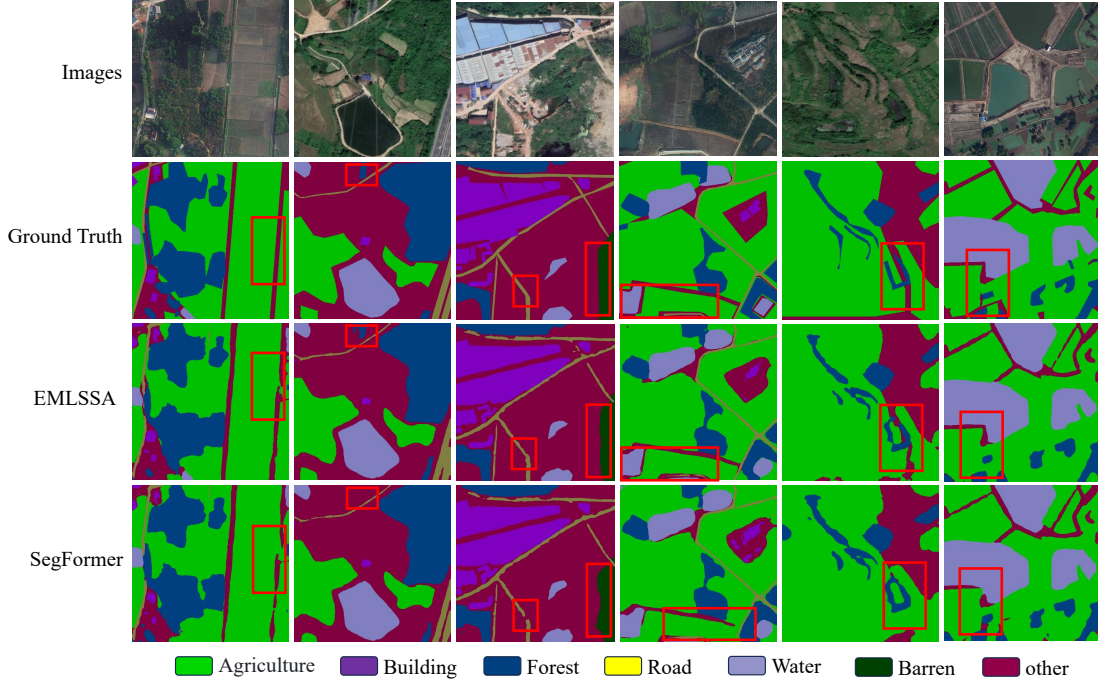 Images
Ground Truth
EMLSSA
SegFormer
Agriculture
Building
Forest
Road
Water
Barren
other